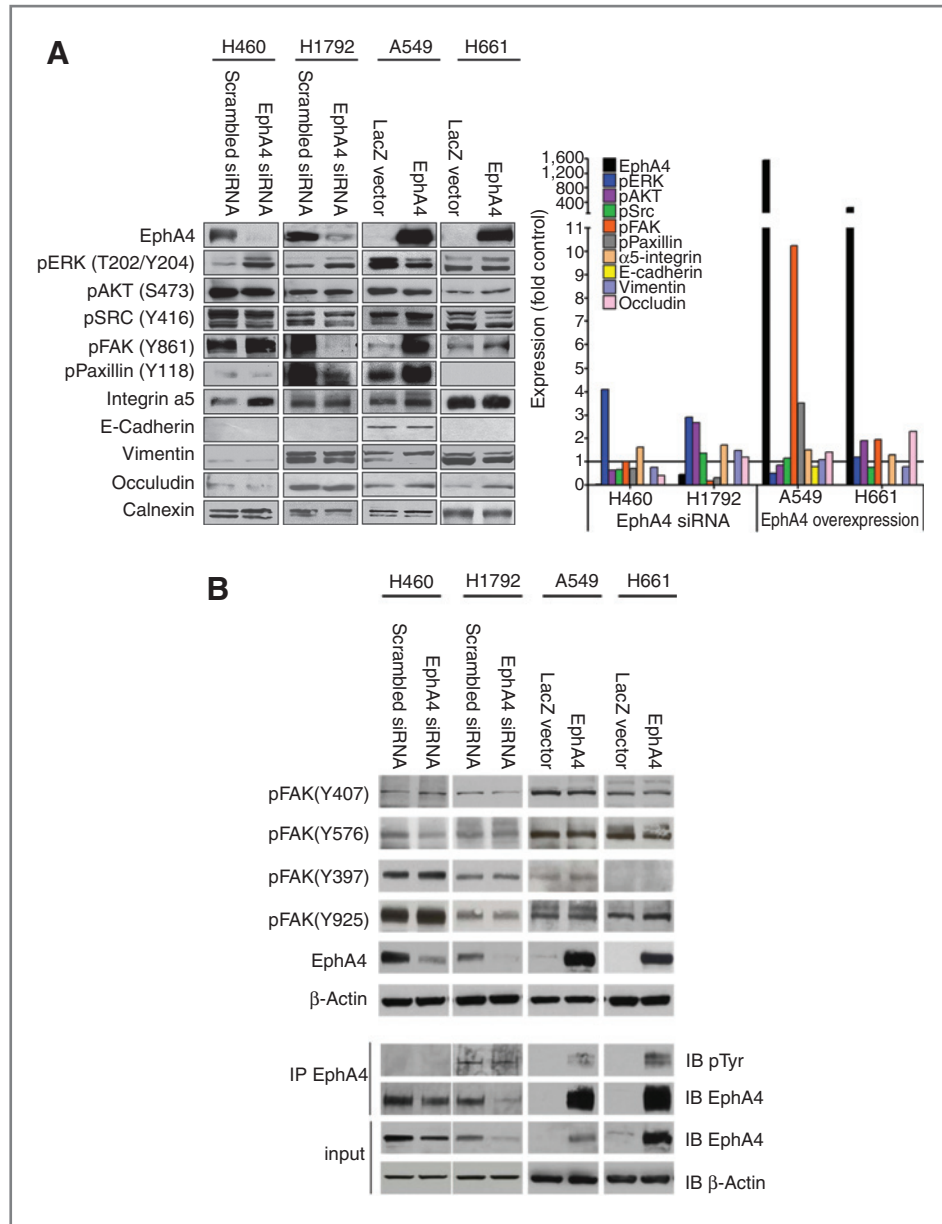 A
H460 H1792 A549 H661
Scrambled siRNA
EphA4 siRNA
Scrambled siRNA
EphA4 siRNA
LacZ vector
EphA4
LacZ vector
EphA4
EphA4
pERK (T202/Y204)
pAKT (S473)
pSRC (Y416)
pFAK (Y861)
pPaxillin (Y118)
Integrin a5
E-Cadherin
Vimentin
Occuludin
Calnexin
Expression (fold control)
1,600
1,200
800
400
11
10
9
8
7
6
5
4
3
2
1
0
EphA4
pERK
pAKT
pSrc
pFAK
pPaxillin
α5-integrin
E-cadherin
Vimentin
Occludin
H460 H1792 A549 H661
EphA4 siRNA EphA4 overexpression
B
H460 H1792 A549 H661
Scrambled siRNA
EphA4 siRNA
Scrambled siRNA
EphA4 siRNA
LacZ vector
EphA4
LacZ vector
EphA4
pFAK(Y407)
pFAK(Y576)
pFAK(Y397)
pFAK(Y925)
EphA4
β-Actin
IP EphA4
IB pTyr
IB EphA4
input
IB EphA4
IB β-Actin